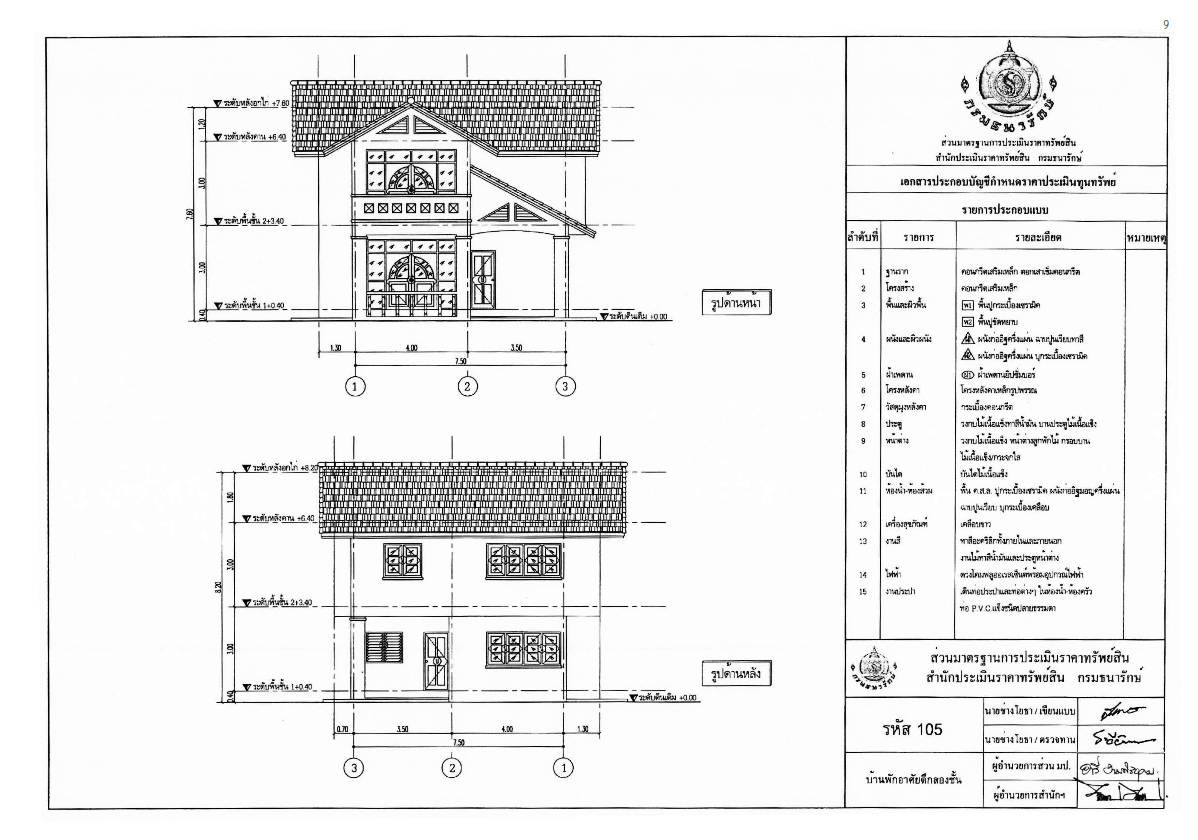 9
ระดับหลังอกไก่ +7.60
ระดับหลังคาน +6.40
ระดับพื้นชั้น 2+3.40
ระดับพื้นชั้น 1+0.40
ระดับดินเดิม +0.00
1.20
3.00
3.00
0.40
7.60
รูปด้านหน้า
1.30 4.00 3.50
7.50
1 2 3
ระดับหลังอกไก่ +8.20
ระดับหลังคาน +6.40
ระดับพื้นชั้น 2+3.40
ระดับพื้นชั้น 1+0.40
ระดับดินเดิม +0.00
1.80
3.00
3.00
0.40
8.20
รูปด้านหลัง
0.70 3.50 4.00 1.30
7.50
3 2 1
กรมธนารักษ์
ส่วนมาตรฐานการประเมินราคาทรัพย์สิน
สำนักประเมินราคาทรัพย์สิน กรมธนารักษ์
เอกสารประกอบบัญชีกำหนดราคาประเมินทุนทรัพย์
รายการประกอบแบบ
ลำดับที่ รายการ รายละเอียด หมายเหตุ
1 ฐานราก คอนกรีตเสริมเหล็ก ตอกเสาเข็มคอนกรีต
2 โครงสร้าง คอนกรีตเสริมเหล็ก
3 พื้นและผิวพื้น พ1 พื้นปูกระเบื้องเซรามิค
พ2 พื้นปูขัดหยาบ
4 ผนังและผิวผนัง ผนังก่ออิฐครึ่งแผ่น ฉาบปูนเรียบทาสี
ผนังก่ออิฐครึ่งแผ่น บุกระเบื้องเซรามิค
5 ฝ้าเพดาน ฝ1 ฝ้าเพดานยิปซั่มบอร์
6 โครงหลังคา โครงหลังคาเหล็กรูปพรรณ
7 วัสดุมุงหลังคา กระเบื้องคอนกรีต
8 ประตู วงกบไม้เนื้อแข็งทาสีน้ำมัน บานประตูไม้เนื้อแข็ง
9 หน้าต่าง วงกบไม้เนื้อแข็ง หน้าต่างลูกฟักไม้ กรอบบาน
ไม้เนื้อแข็ง/กระจกใส
10 บันได บันไดไม้เนื้อแข็ง
11 ห้องน้ำ-ห้องส้วม พื้น ค.ส.ล. ปูกระเบื้องเซรามิค ผนังก่ออิฐมอญครึ่งแผ่น
ฉาบปูนเรียบ บุกระเบื้องเคลือบ
12 เครื่องสุขภัณฑ์ เคลือบขาว
13 งานสี ทาสีอะคริลิกทั้งภายในและภายนอก
งานไม้ทาสีน้ำมันและประตูหน้าต่าง
14 ไฟฟ้า ดวงโคมฟลูออเรสเซ็นต์พร้อมอุปกรณ์ไฟฟ้า
15 งานประปา เดินท่อประปาและท่อต่างๆ ในห้องน้ำ-ห้องครัว
ท่อ P.V.C.แข็งชนิดปลายธรรมดา
ส่วนมาตรฐานการประเมินราคาทรัพย์สิน
สำนักประเมินราคาทรัพย์สิน กรมธนารักษ์
รหัส 105
นายช่างโยธา / เขียนแบบ
นายช่างโยธา / ตรวจทาน
บ้านพักอาศัยตึกสองชั้น
ผู้อำนวยการส่วน มป.
ผู้อำนวยการสำนักฯ